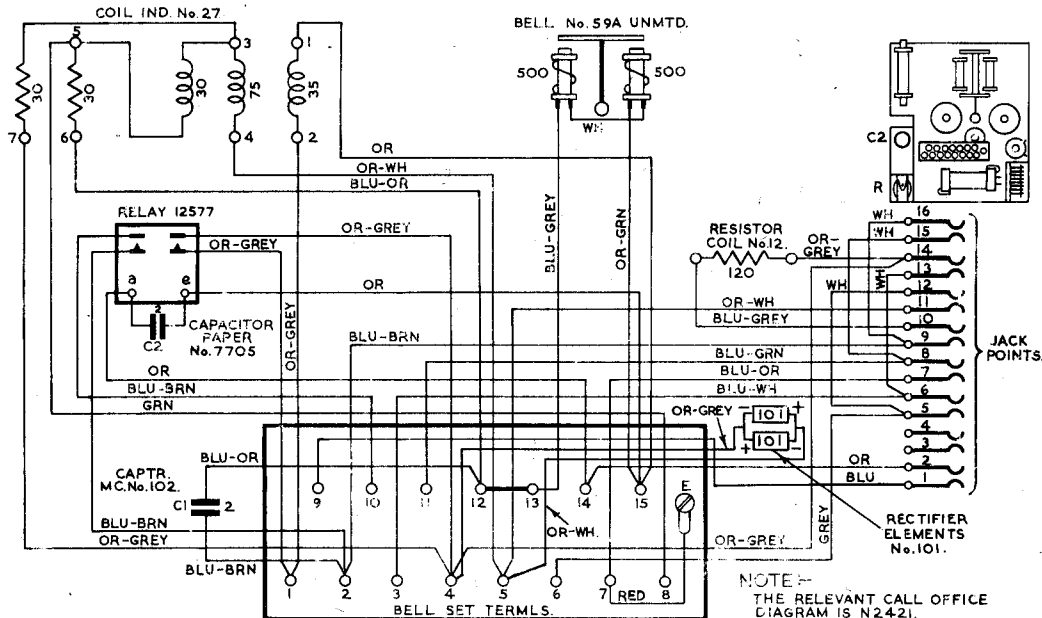 COIL IND. No.27
BELL No.59A UNMTD.
5
3
1
30
30
30
75
35
500
500
7
6
4
2
WH
C2
R
OR
OR-WH
BLU-OR
RELAY 12577
OR-GREY
OR-GREY
a
e
OR
2
C2
CAPACITOR
PAPER
No.7705
OR-GREY
BLU-GREY
OR-GRN
RESISTOR
COIL No.12.
120
OR-
GREY
WH
WH
WH
WH
16
15
14
13
12
11
10
9
8
7
6
5
4
3
2
1
JACK
POINTS.
OR-WH
BLU-GREY
BLU-BRN
BLU-GRN
BLU-OR
BLU-WH
OR
BLU-BRN
GRN
OR-GREY
- 101 +
+ 101 -
OR
BLU
BLU-OR
CAPTR.
MC.No.102.
C1
2
9
10
11
12
13
14
15
E
OR-WH.
GREY
RECTIFIER
ELEMENTS
No.101.
BLU-BRN
OR-GREY
OR-GREY
BLU-BRN
1
2
3
4
5
6
7
RED
8
BELL SET TERMLS.
NOTE:-
THE RELEVANT CALL OFFICE
DIAGRAM IS N2421.